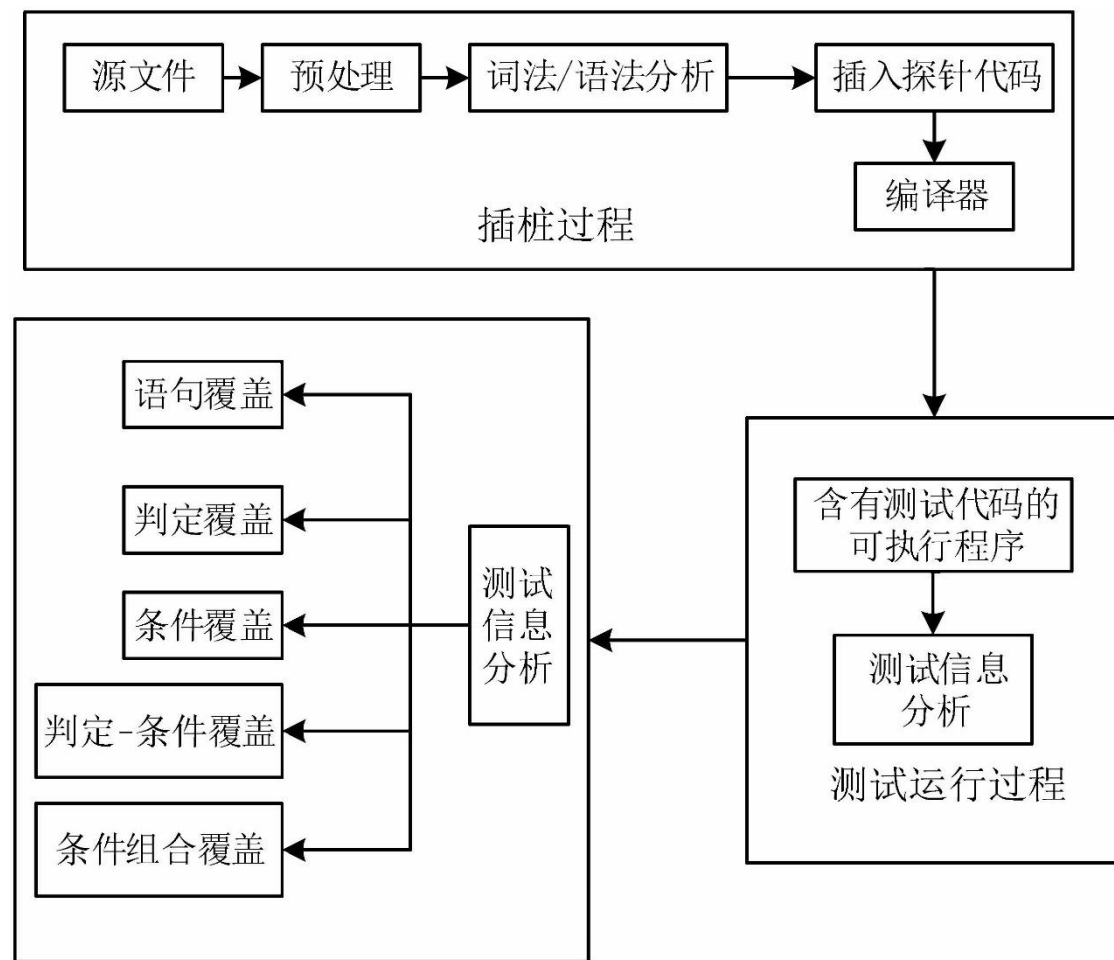 源文件
预处理
词法/语法分析
插入探针代码
编译器
插桩过程
语句覆盖
判定覆盖
条件覆盖
判定-条件覆盖
条件组合覆盖
测试
信息
分析
含有测试代码的
可执行程序
测试信息
分析
测试运行过程